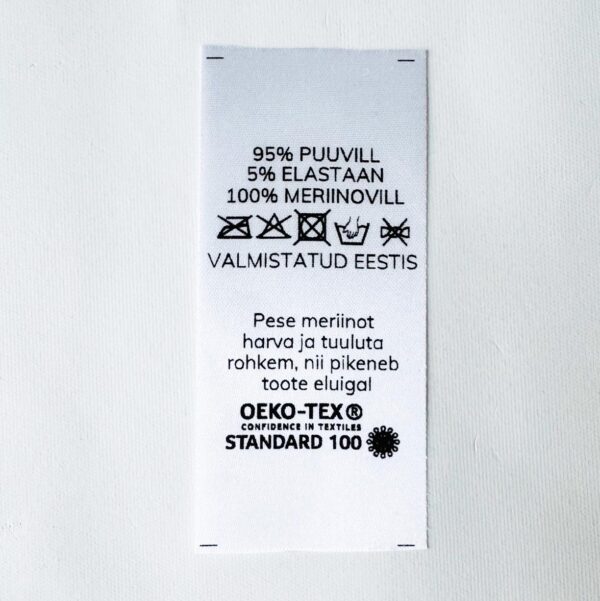 95% PUUVILL
5% ELASTAAN
100% MERIINOVILL
VALMISTATUD EESTIS
Pese meriinot
harva ja tuuluta
rohkem, nii pikeneb
toote eluiga!
OEKO-TEX®
CONFIDENCE IN TEXTILES
STANDARD 100